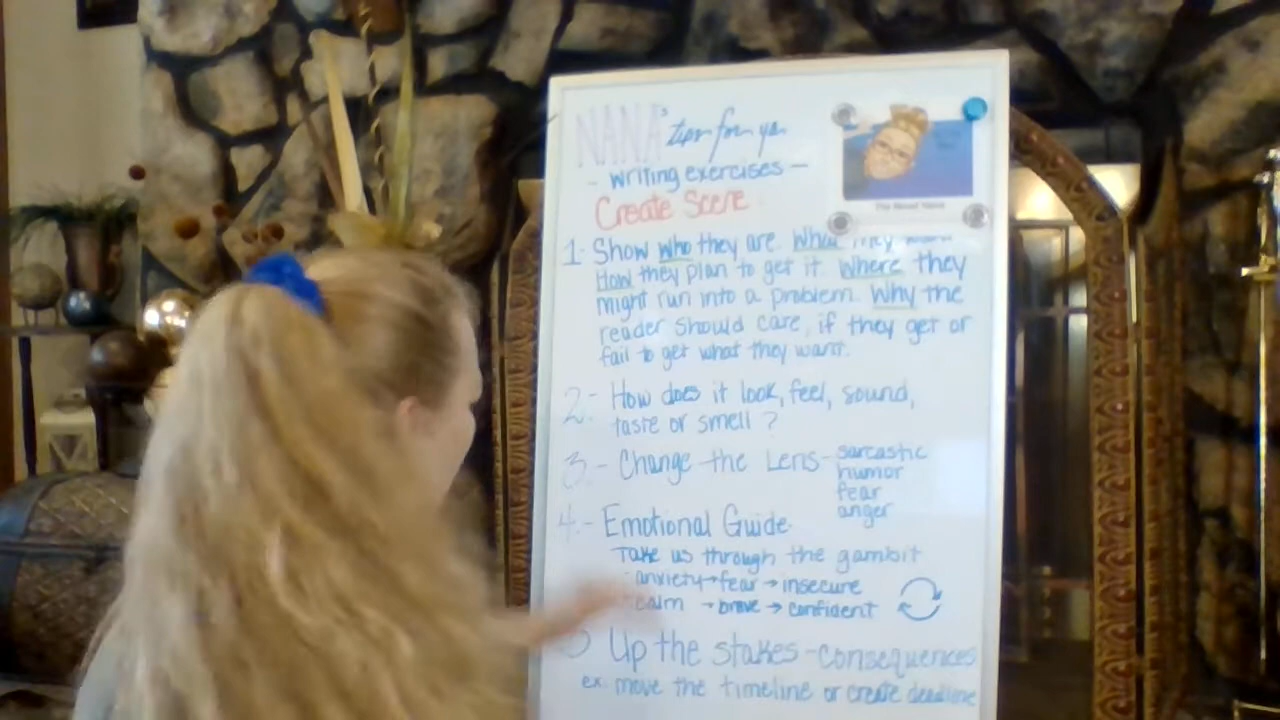 NANA's tips for ya
- writing exercises -
Create Scene
1- Show who they are. What they
How they plan to get it. Where they
might run into a problem. Why the
reader should care, if they get or
fail to get what they want.
2- How does it look, feel, sound,
taste or smell?
3- Change the Lens - sarcastic
humor
fear
anger
4- Emotional Guide
Take us through the gambit
anxiety → fear → insecure
calm → brave → confident
Up the stakes - consequences
ex. move the timeline or create deadline